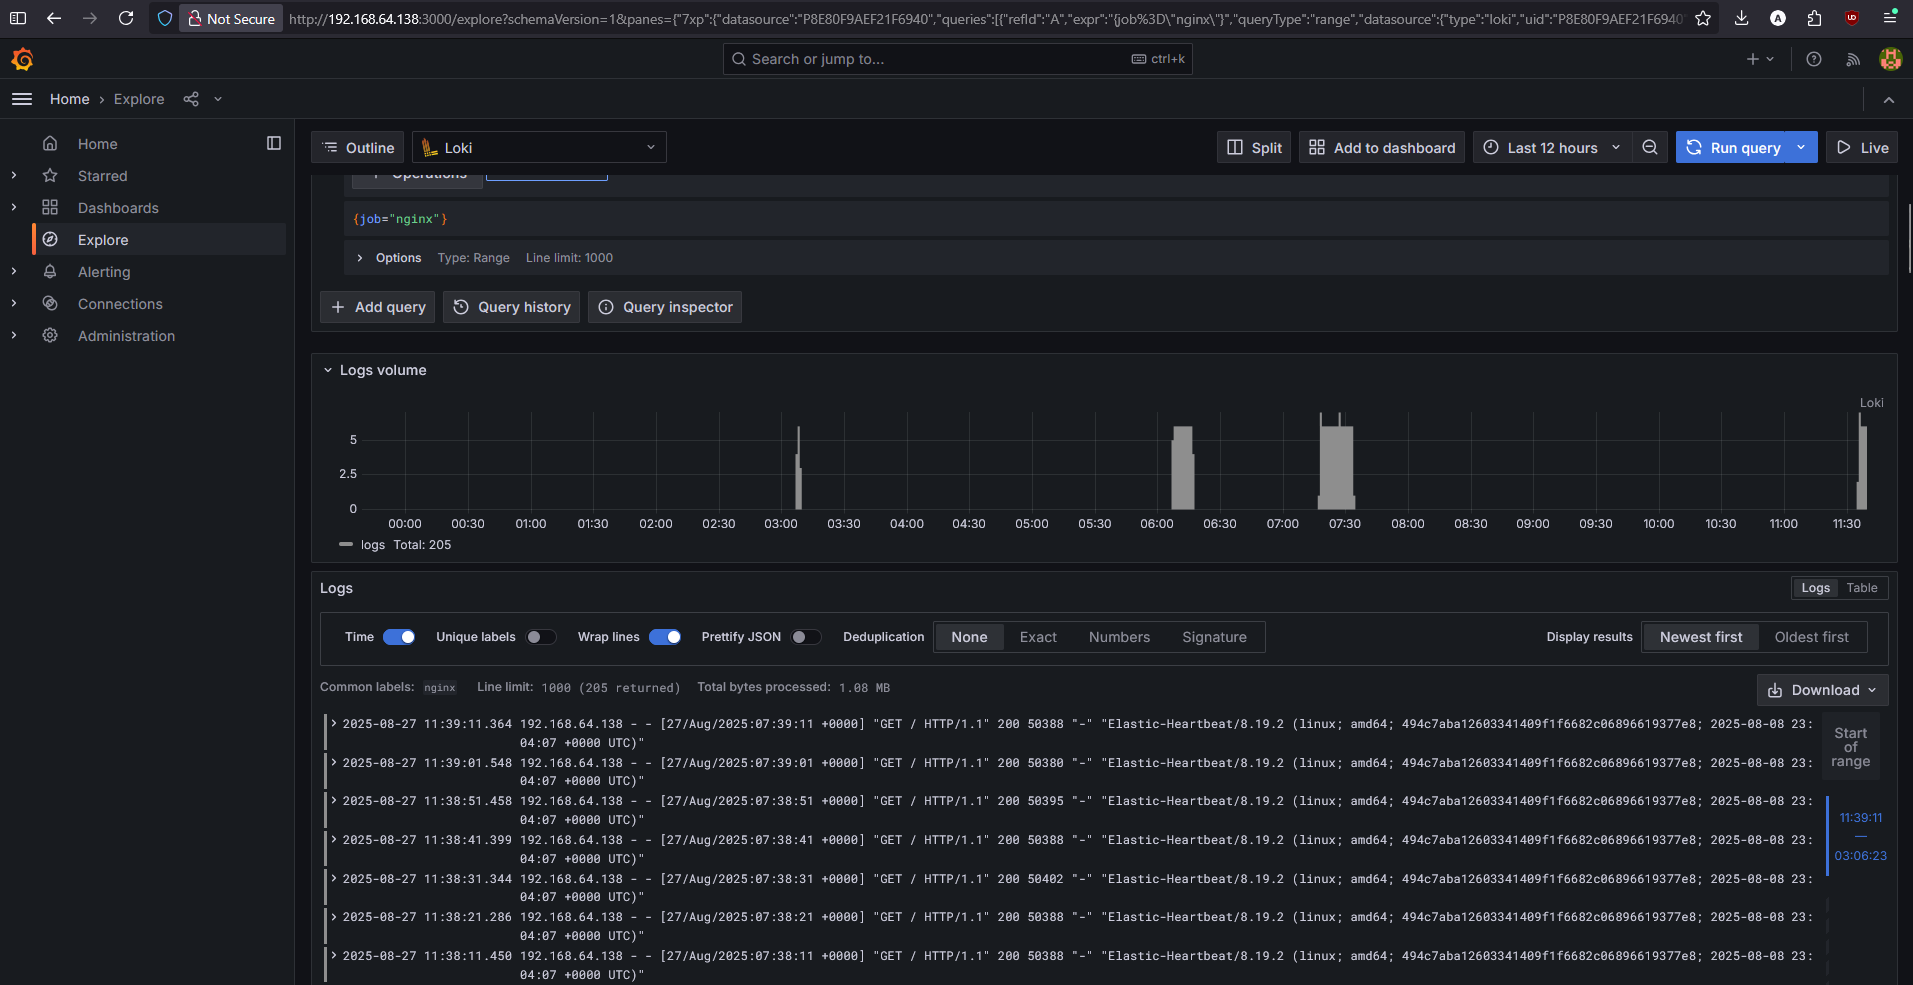 Not Secure
http://192.168.64.138:3000/explore?schemaVersion=1&panes={"7xp":{"datasource":"P8E80F9AEF21F6940","queries":[{"refId":"A","expr":"{job%3D\"nginx\"}","queryType":"range","datasource":{"type":"loki","uid":"P8E80F9AEF21F6940"
Search or jump to...
ctrl+k
Home › Explore
Home
Starred
Dashboards
Explore
Alerting
Connections
Administration
Outline
Loki
Split
Add to dashboard
Last 12 hours
Run query
Live
+ Operations
{job="nginx"}
Options Type: Range Line limit: 1000
+ Add query
Query history
Query inspector
Logs volume
Loki
5
2.5
0
00:00 00:30 01:00 01:30 02:00 02:30 03:00 03:30 04:00 04:30 05:00 05:30 06:00 06:30 07:00 07:30 08:00 08:30 09:00 09:30 10:00 10:30 11:00 11:30
logs Total: 205
Logs
Logs Table
Time Unique labels Wrap lines Prettify JSON Deduplication None Exact Numbers Signature Display results Newest first Oldest first
Common labels: nginx Line limit: 1000 (205 returned) Total bytes processed: 1.08 MB
Download
2025-08-27 11:39:11.364 192.168.64.138 - - [27/Aug/2025:07:39:11 +0000] "GET / HTTP/1.1" 200 50388 "-" "Elastic-Heartbeat/8.19.2 (linux; amd64; 494c7aba12603341409f1f6682c06896619377e8; 2025-08-08 23:
04:07 +0000 UTC)"
2025-08-27 11:39:01.548 192.168.64.138 - - [27/Aug/2025:07:39:01 +0000] "GET / HTTP/1.1" 200 50380 "-" "Elastic-Heartbeat/8.19.2 (linux; amd64; 494c7aba12603341409f1f6682c06896619377e8; 2025-08-08 23:
04:07 +0000 UTC)"
2025-08-27 11:38:51.458 192.168.64.138 - - [27/Aug/2025:07:38:51 +0000] "GET / HTTP/1.1" 200 50395 "-" "Elastic-Heartbeat/8.19.2 (linux; amd64; 494c7aba12603341409f1f6682c06896619377e8; 2025-08-08 23:
04:07 +0000 UTC)"
2025-08-27 11:38:41.399 192.168.64.138 - - [27/Aug/2025:07:38:41 +0000] "GET / HTTP/1.1" 200 50388 "-" "Elastic-Heartbeat/8.19.2 (linux; amd64; 494c7aba12603341409f1f6682c06896619377e8; 2025-08-08 23:
04:07 +0000 UTC)"
2025-08-27 11:38:31.344 192.168.64.138 - - [27/Aug/2025:07:38:31 +0000] "GET / HTTP/1.1" 200 50402 "-" "Elastic-Heartbeat/8.19.2 (linux; amd64; 494c7aba12603341409f1f6682c06896619377e8; 2025-08-08 23:
04:07 +0000 UTC)"
2025-08-27 11:38:21.286 192.168.64.138 - - [27/Aug/2025:07:38:21 +0000] "GET / HTTP/1.1" 200 50388 "-" "Elastic-Heartbeat/8.19.2 (linux; amd64; 494c7aba12603341409f1f6682c06896619377e8; 2025-08-08 23:
04:07 +0000 UTC)"
2025-08-27 11:38:11.450 192.168.64.138 - - [27/Aug/2025:07:38:11 +0000] "GET / HTTP/1.1" 200 50388 "-" "Elastic-Heartbeat/8.19.2 (linux; amd64; 494c7aba12603341409f1f6682c06896619377e8; 2025-08-08 23:
04:07 +0000 UTC)"
Start
of
range
11:39:11
—
03:06:23